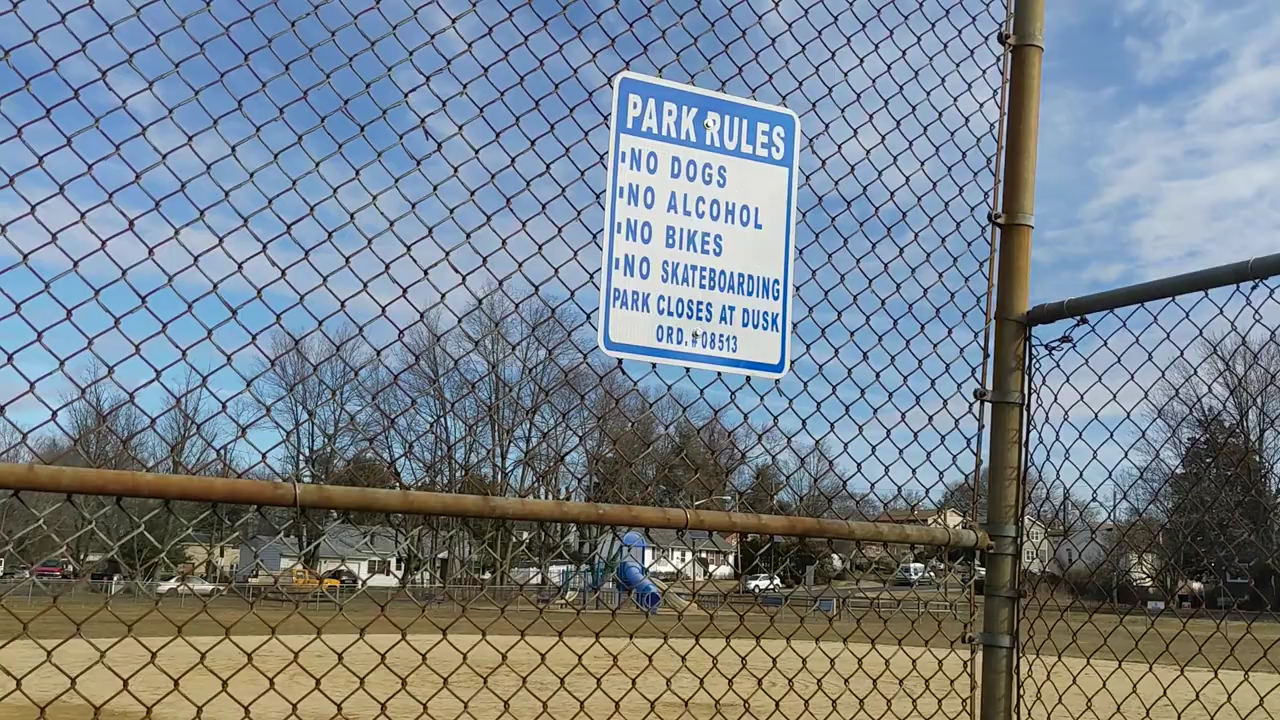 PARK RULES
▪NO DOGS
▪NO ALCOHOL
▪NO BIKES
▪NO SKATEBOARDING
PARK CLOSES AT DUSK
ORD.#08513